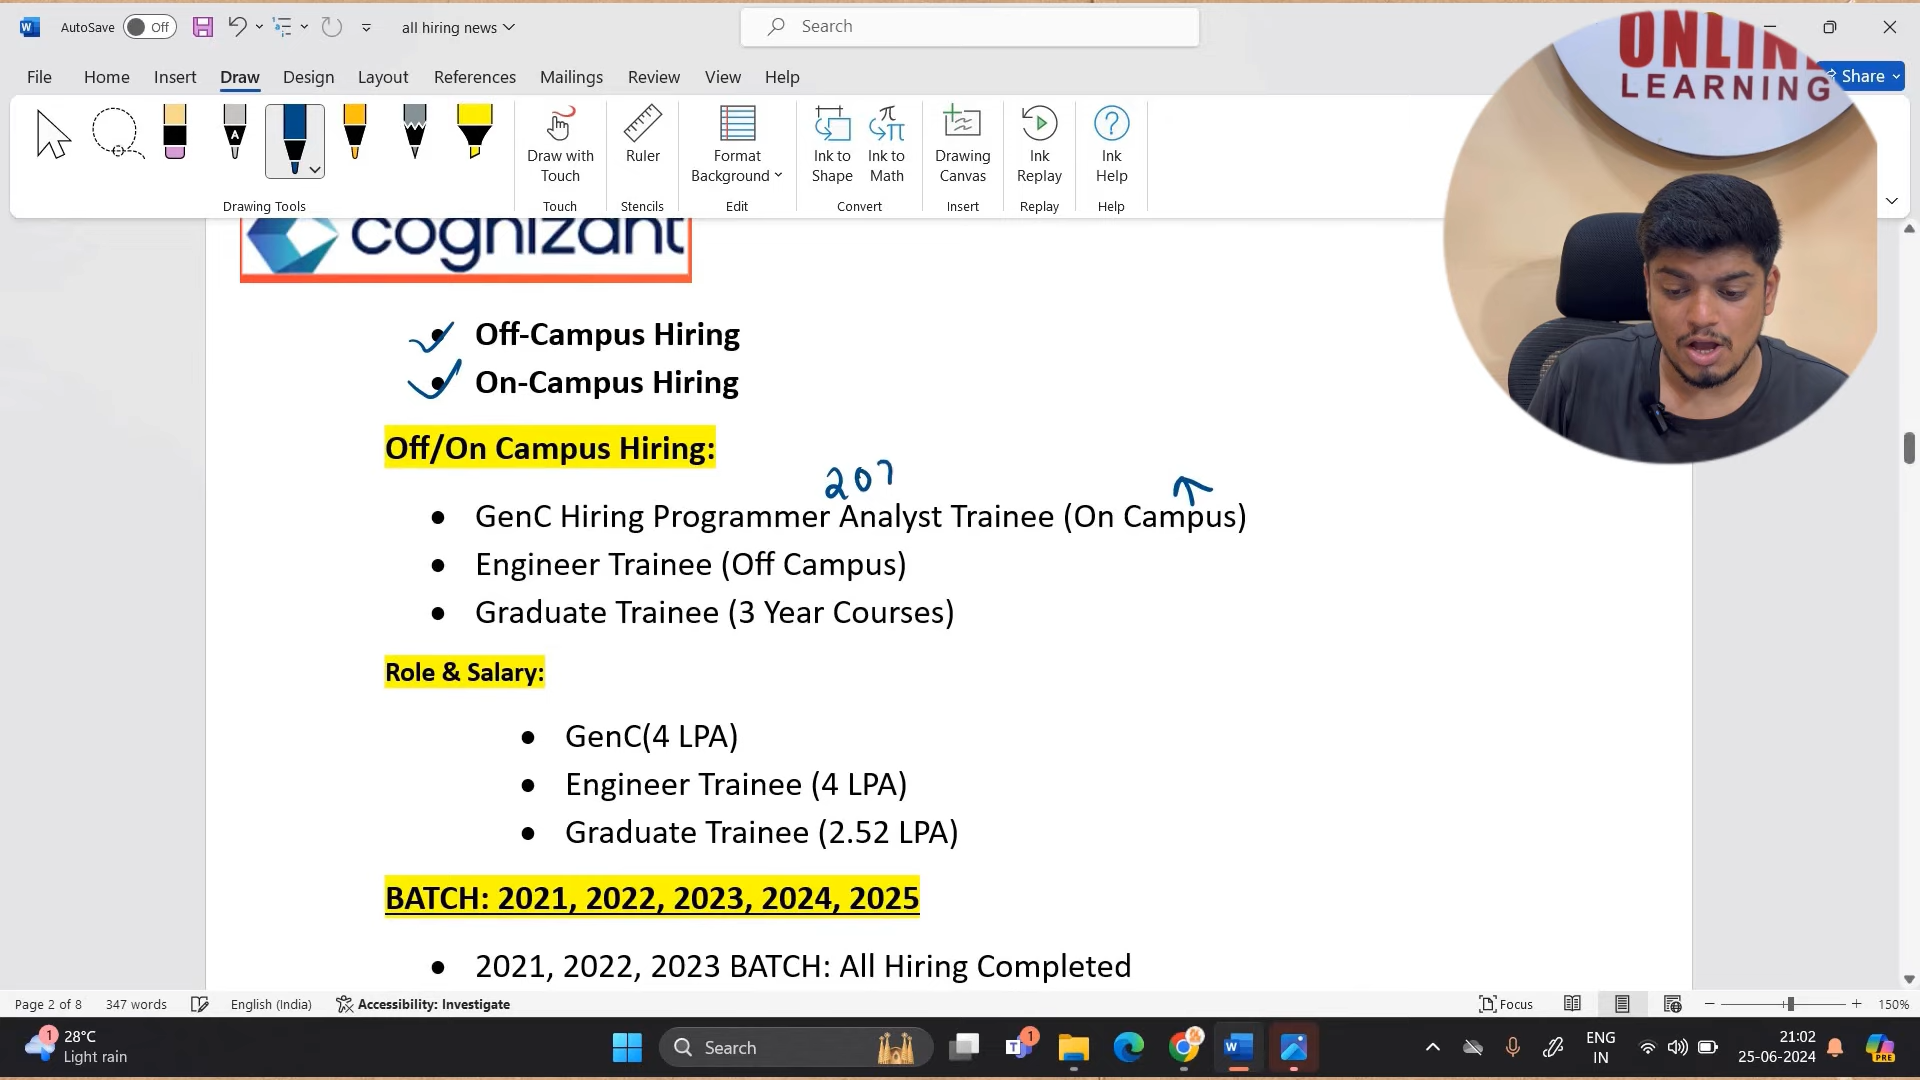 AutoSave Off all hiring news Search
File Home Insert Draw Design Layout References Mailings Review View Help Share
ONLINE
LEARNING
A
Draw with Touch
Ruler
Format Background
Ink to Shape
Ink to Math
Drawing Canvas
Ink Replay
Ink Help
Drawing Tools Touch Stencils Edit Convert Insert Replay Help
cognizant
• Off-Campus Hiring
• On-Campus Hiring
Off/On Campus Hiring:
• GenC Hiring Programmer Analyst Trainee (On Campus)
• Engineer Trainee (Off Campus)
• Graduate Trainee (3 Year Courses)
Role & Salary:
• GenC(4 LPA)
• Engineer Trainee (4 LPA)
• Graduate Trainee (2.52 LPA)
BATCH: 2021, 2022, 2023, 2024, 2025
• 2021, 2022, 2023 BATCH: All Hiring Completed
Page 2 of 8 347 words English (India) Accessibility: Investigate Focus 150%
1 28°C
Light rain
Search
1
ENG
IN
21:02
25-06-2024
PRE